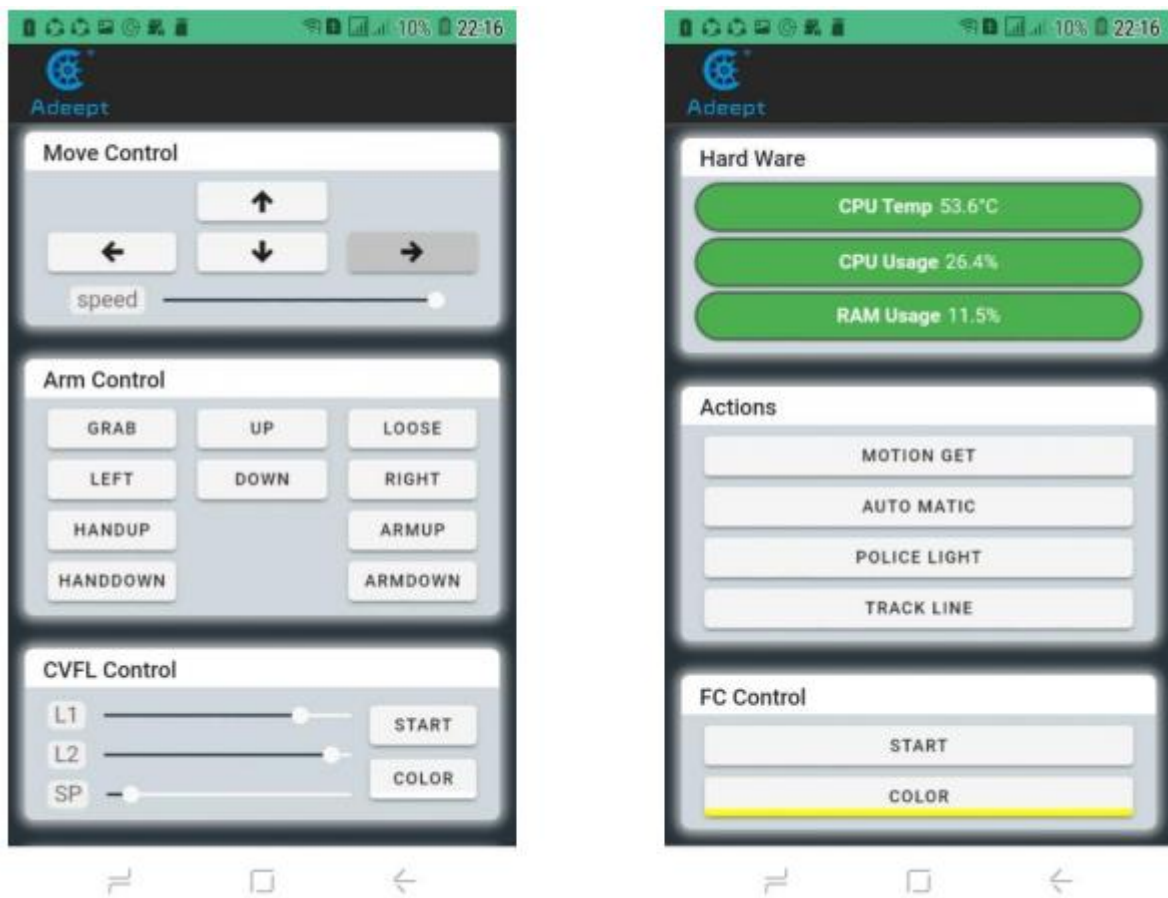 10% 22:16
Adeept
Move Control
speed
Arm Control
GRAB UP LOOSE
LEFT DOWN RIGHT
HANDUP ARMUP
HANDDOWN ARMDOWN
CVFL Control
L1
START
L2
COLOR
SP
10% 22:16
Adeept
Hard Ware
CPU Temp 53.6°C
CPU Usage 26.4%
RAM Usage 11.5%
Actions
MOTION GET
AUTO MATIC
POLICE LIGHT
TRACK LINE
FC Control
START
COLOR